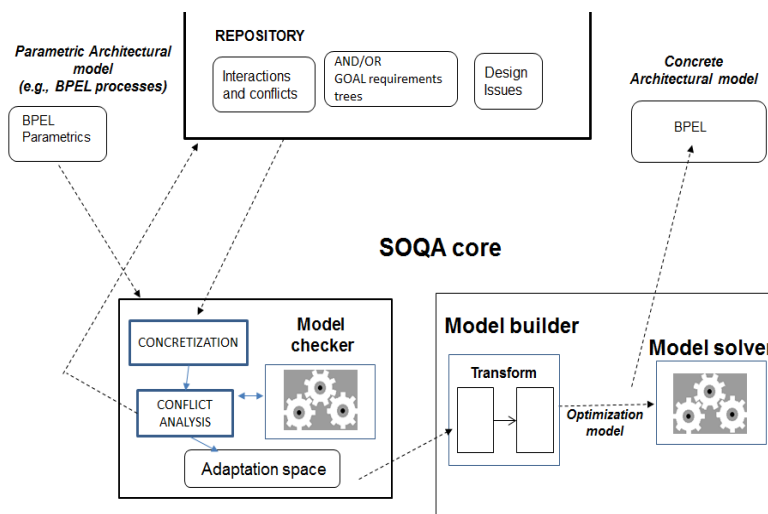 Parametric Architectural
model
(e.g., BPEL processes)
BPEL
Parametrics
REPOSITORY
Interactions
and conflicts
AND/OR
GOAL requirements
trees
Design
Issues
Concrete
Architectural model
BPEL
SOQA core
CONCRETIZATION
Model
checker
CONFLICT
ANALYSIS
Adaptation space
Model builder
Transform
Optimization
model
Model solver